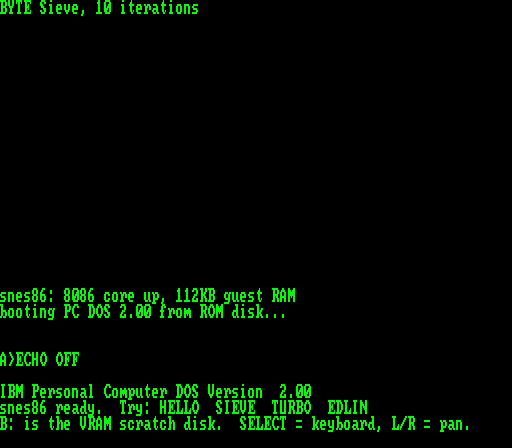 BYTE Sieve, 10 iterations
snes86: 8086 core up, 112KB guest RAM
booting PC DOS 2.00 from ROM disk...
A>ECHO OFF
IBM Personal Computer DOS Version  2.00
snes86 ready.  Try: HELLO  SIEVE  TURBO  EDLIN
B: is the VRAM scratch disk.  SELECT = keyboard, L/R = pan.